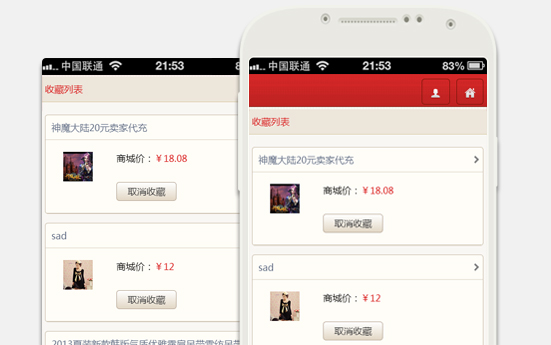 中国联通 21:53
收藏列表
神魔大陆20元卖家代充
商城价：￥18.08
取消收藏
sad
商城价：￥12
取消收藏
中国联通 21:53 83%
收藏列表
神魔大陆20元卖家代充
商城价：￥18.08
取消收藏
sad
商城价：￥12
取消收藏